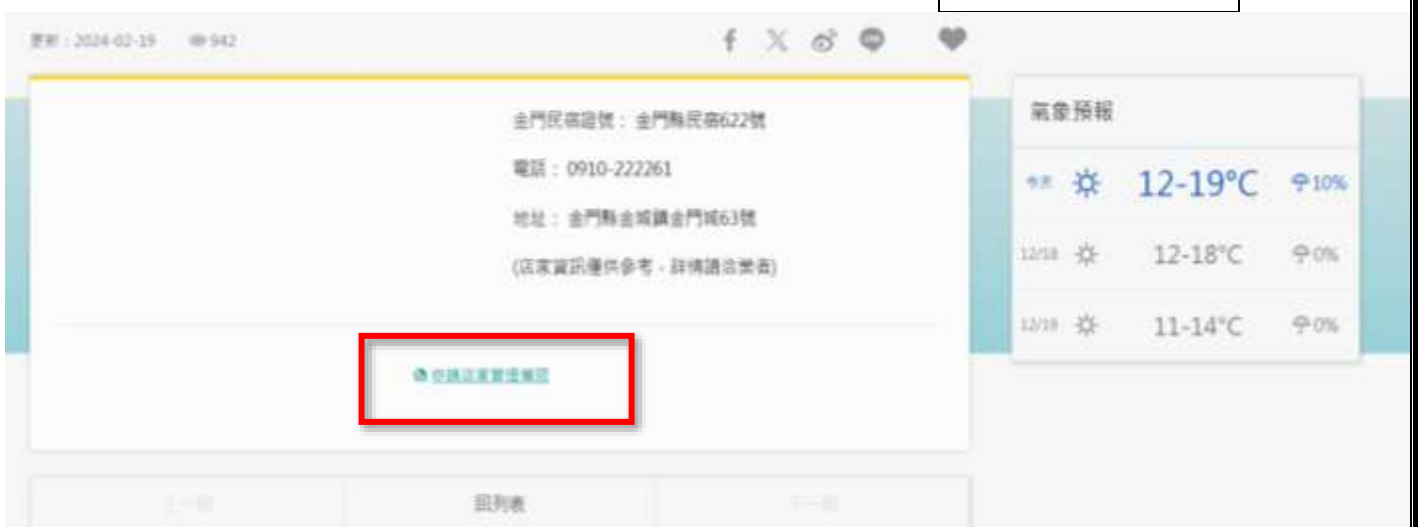 更新：2024-02-19 942
金門民宿證號： 金門縣民宿622號
電話： 0910-222261
地址： 金門縣金城鎮金門城63號
(店家資訊僅供參考，詳情請洽業者)
申請店家管理權限
回列表
氣象預報
今天 12-19°C 10%
12/18 12-18°C 0%
12/19 11-14°C 0%